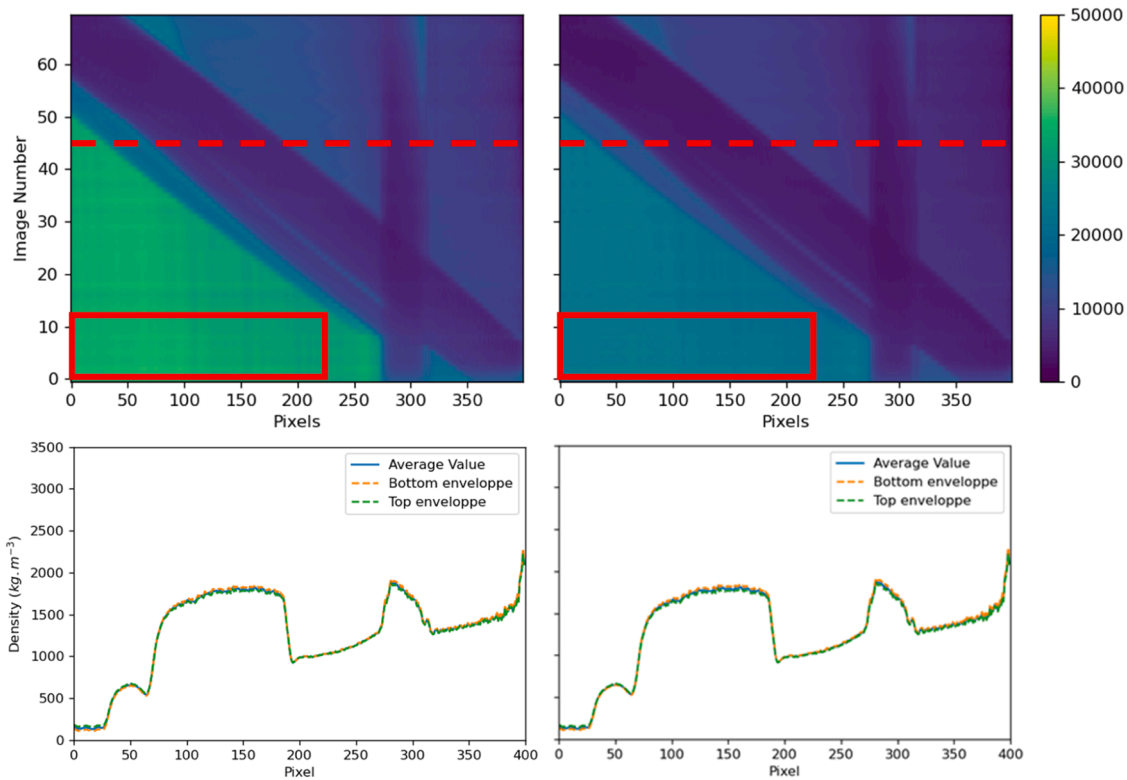 50000
60
50
40000
40
Image Number
30000
30
20000
20
10000
10
0
0
0 50 100 150 200 250 300 350
0 50 100 150 200 250 300 350
Pixels
Pixels
3500
Average Value
Bottom enveloppe
Top enveloppe
Average Value
Bottom enveloppe
Top enveloppe
3000
2500
2000
Density (kg.m⁻³)
1500
1000
500
0
0 50 100 150 200 250 300 350 400
0 50 100 150 200 250 300 350 400
Pixel
Pixel